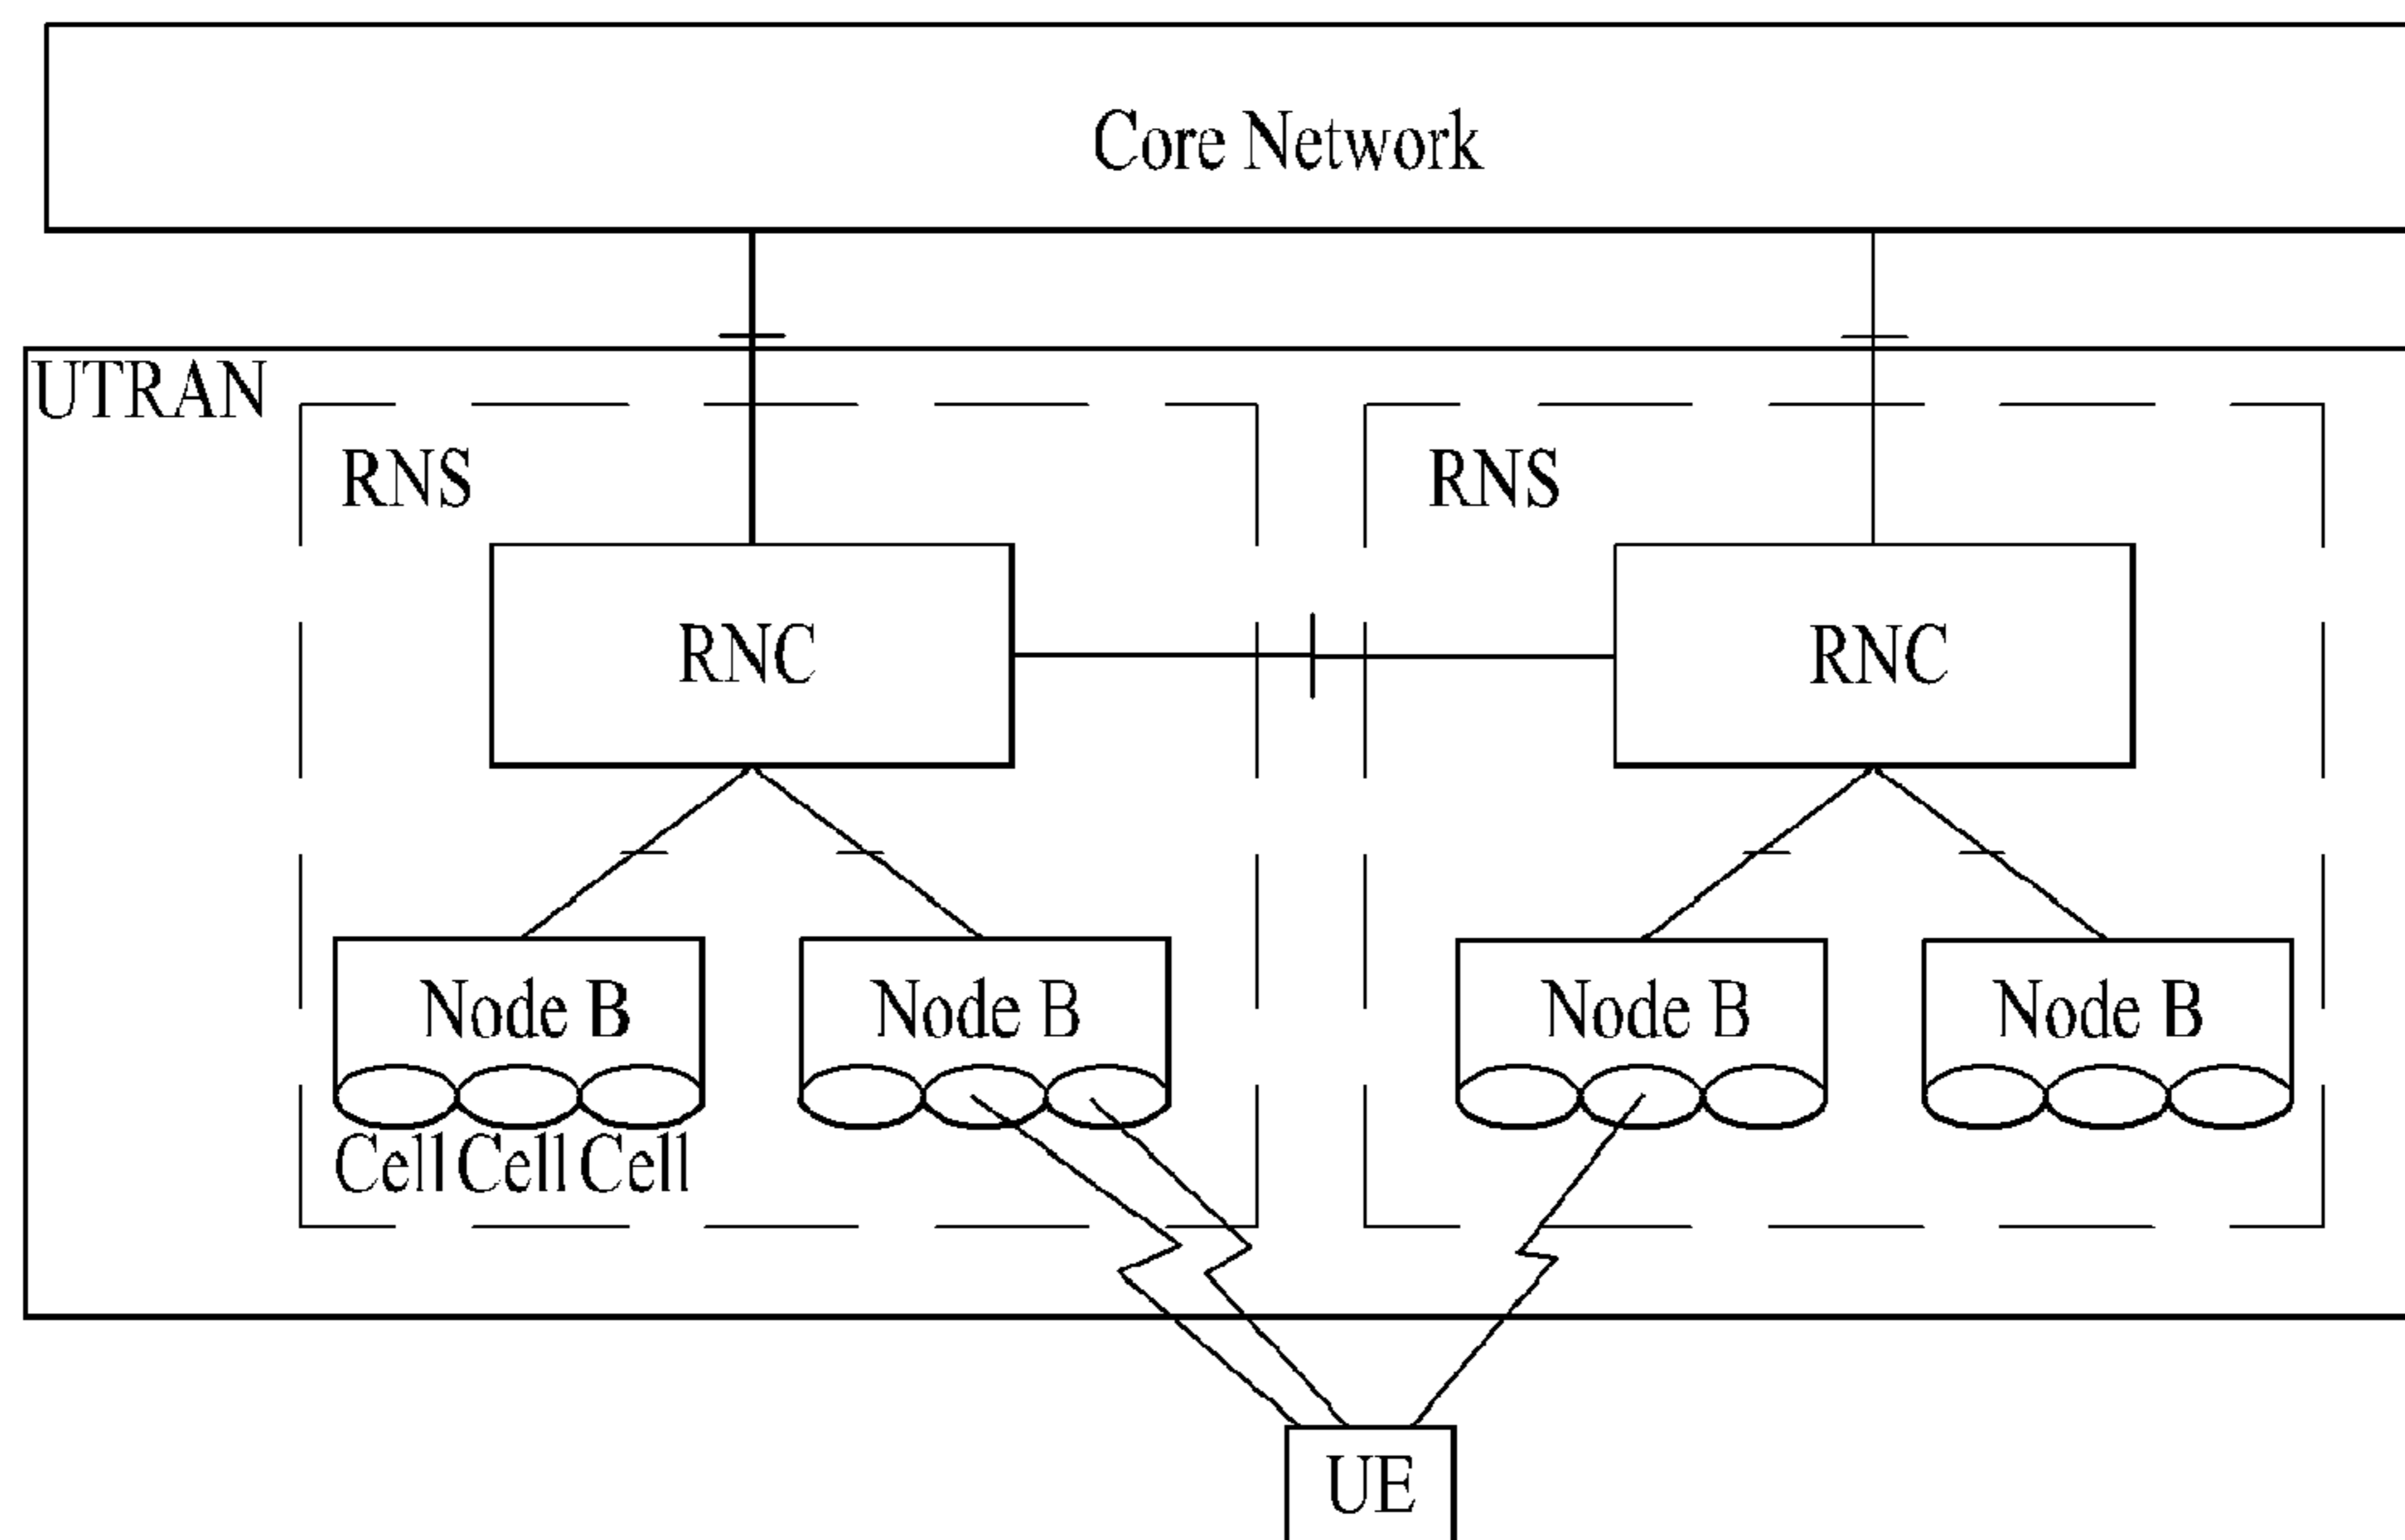 Core Network
UTRAN
RNS
RNS
RNC
RNC
Node B
Node B
Node B
Node B
Cell Cell Cell
UE